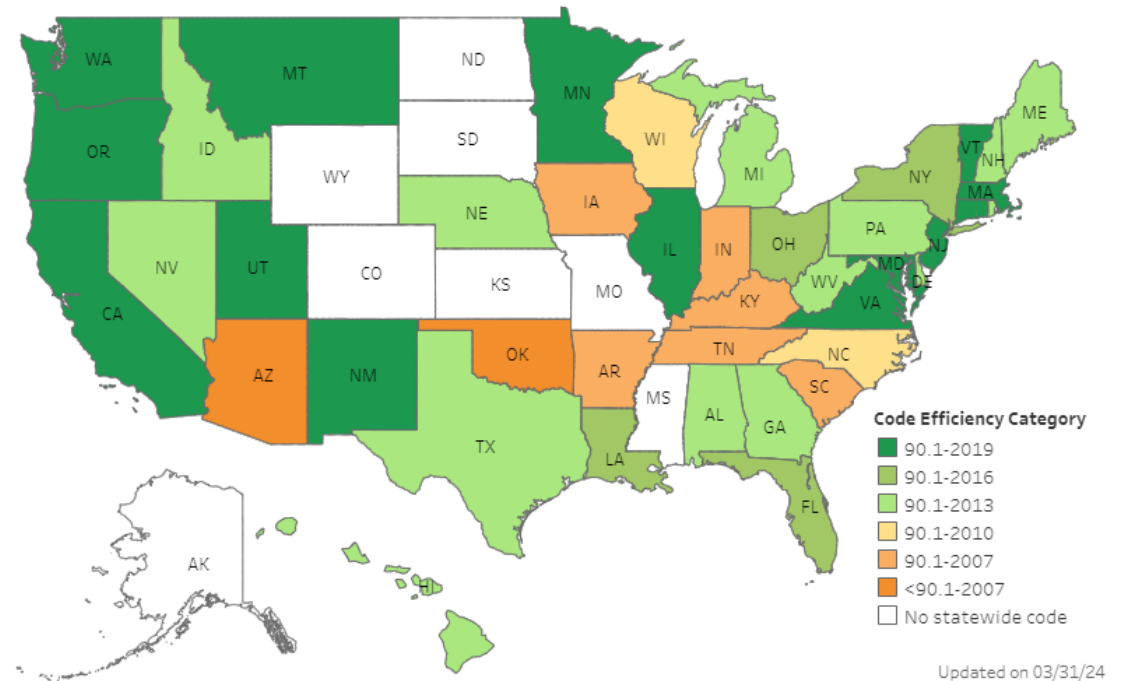 WA
MT
ND
MN
ME
OR
ID
SD
WI
VT
NH
WY
MI
NY
MA
IA
NE
PA
NJ
NV
UT
CO
IL
IN
OH
MD
DE
WV
KS
MO
KY
VA
CA
AZ
NM
OK
AR
TN
NC
SC
MS
AL
GA
TX
LA
FL
AK
HI
Code Efficiency Category
90.1-2019
90.1-2016
90.1-2013
90.1-2010
90.1-2007
<90.1-2007
No statewide code
Updated on 03/31/24